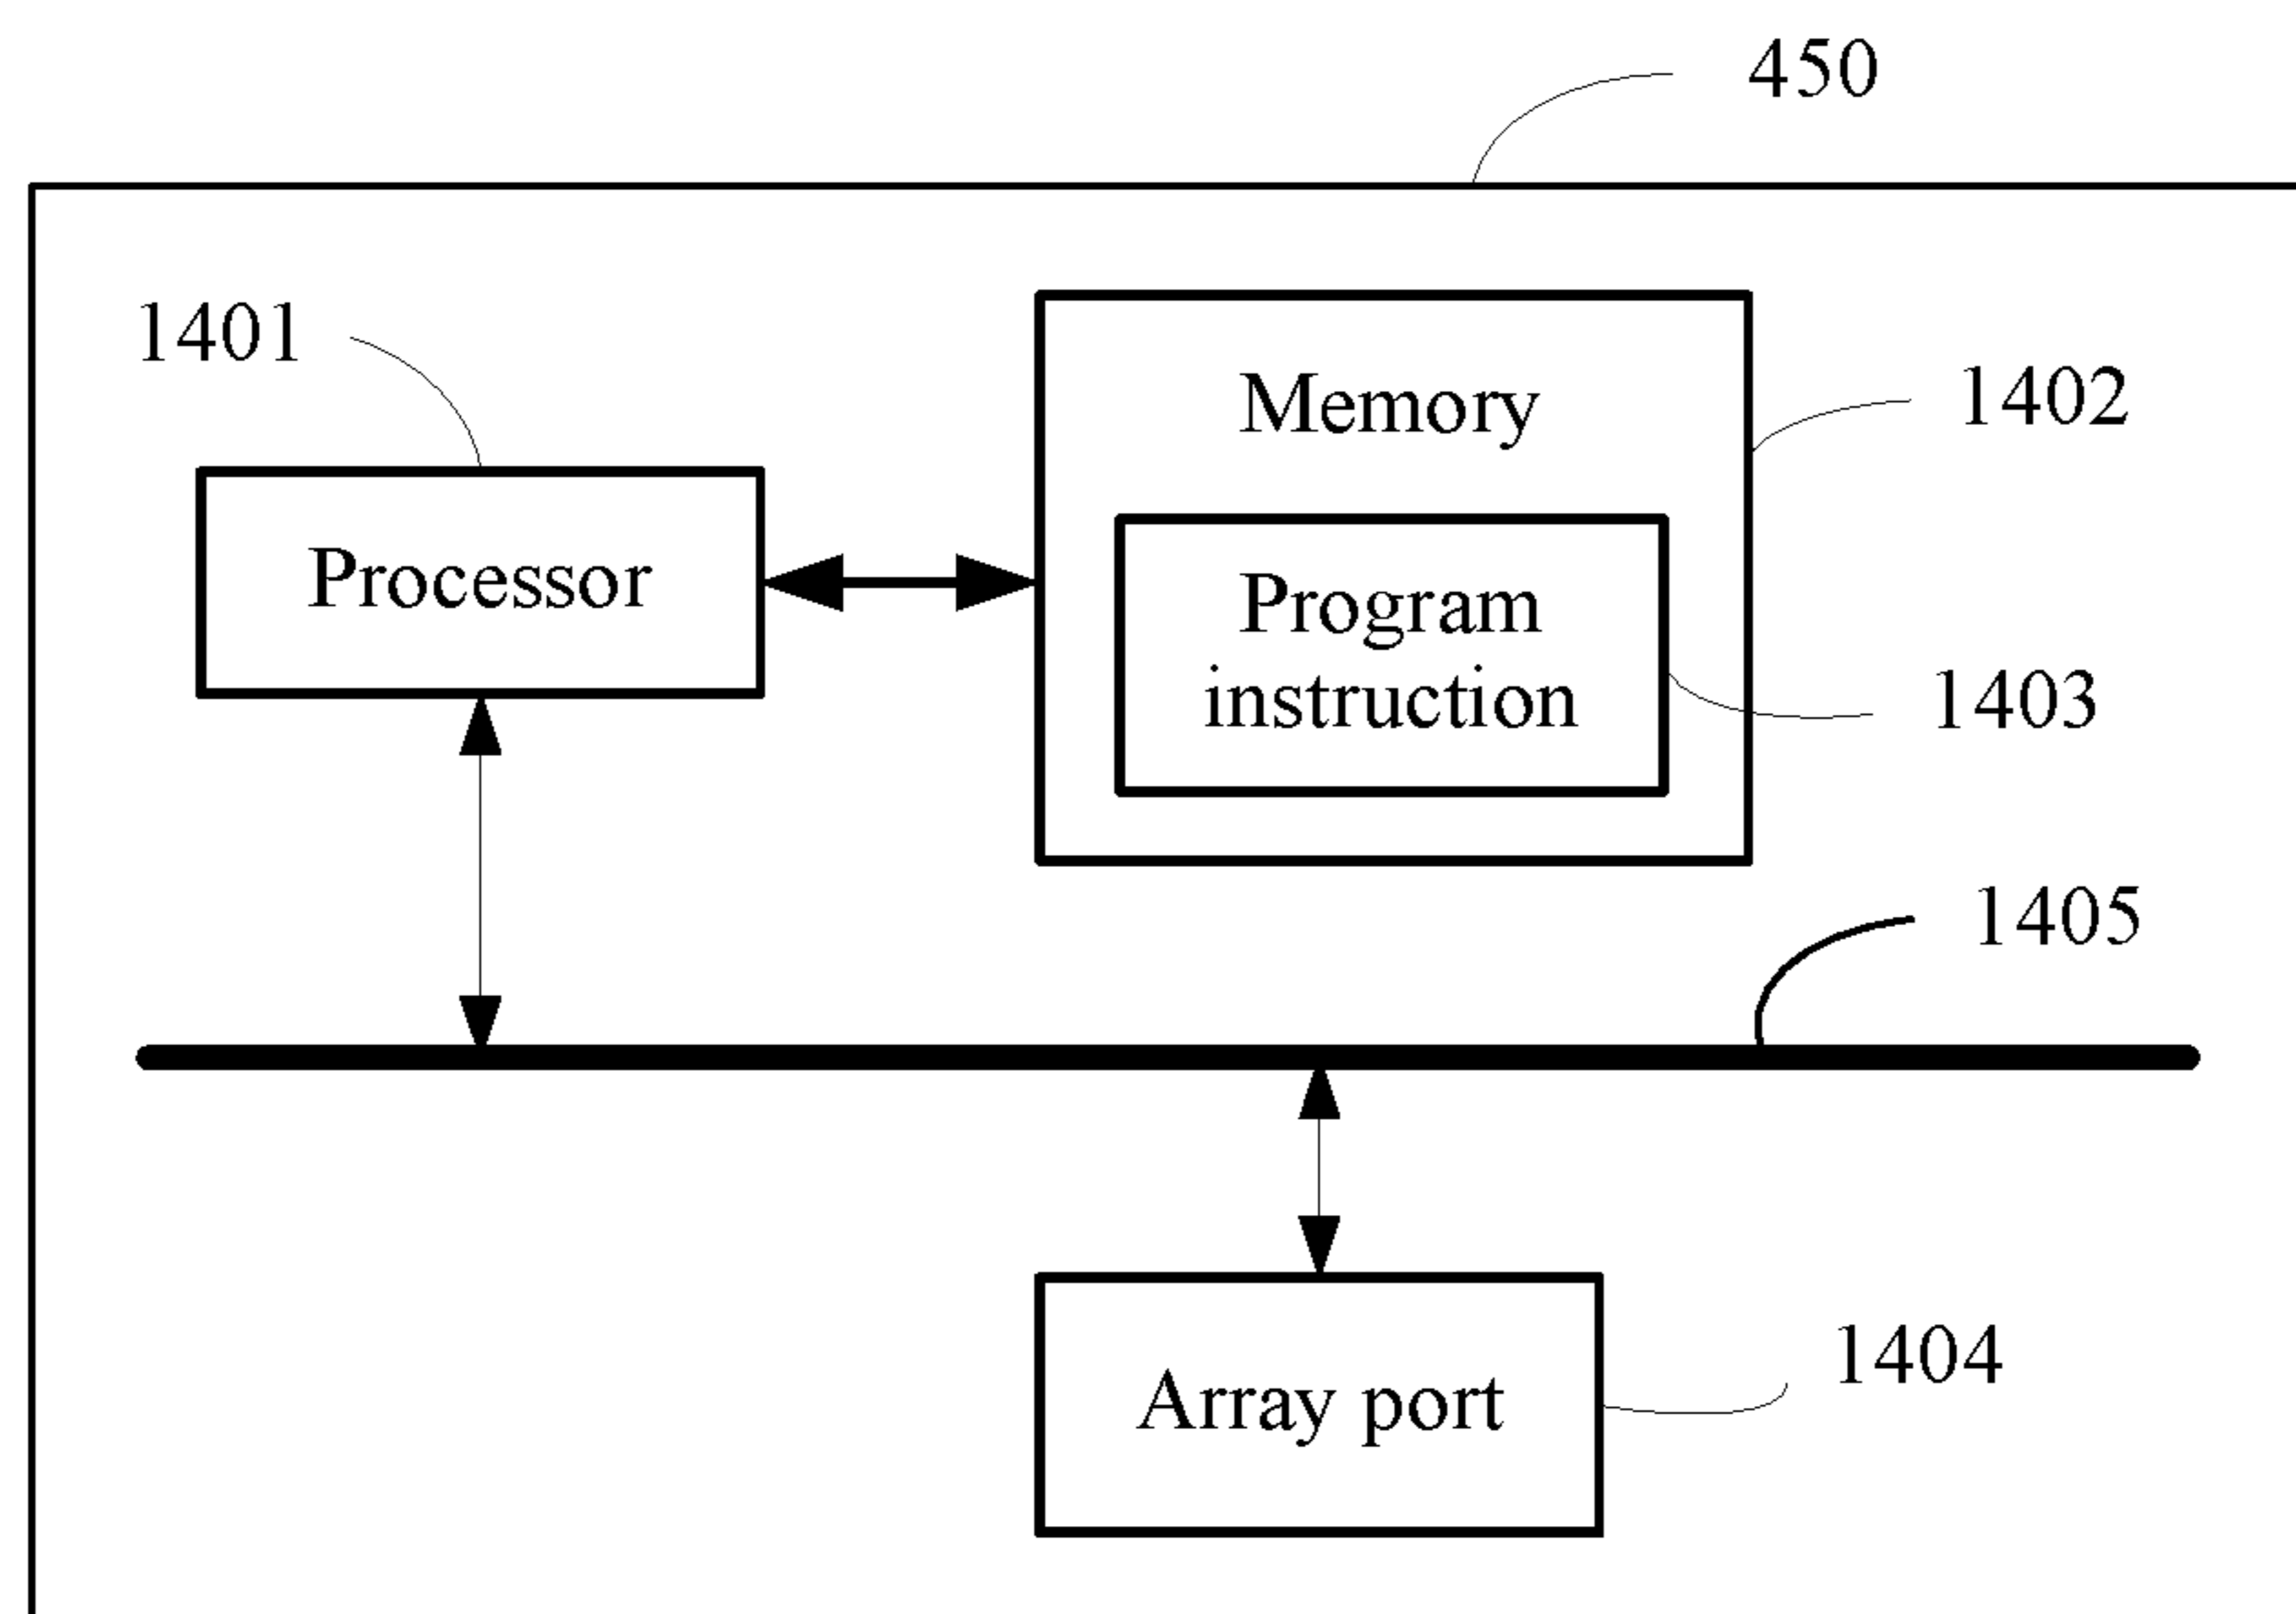 450
1401
Memory
1402
Processor
Program
instruction
1403
1405
1404
Array port